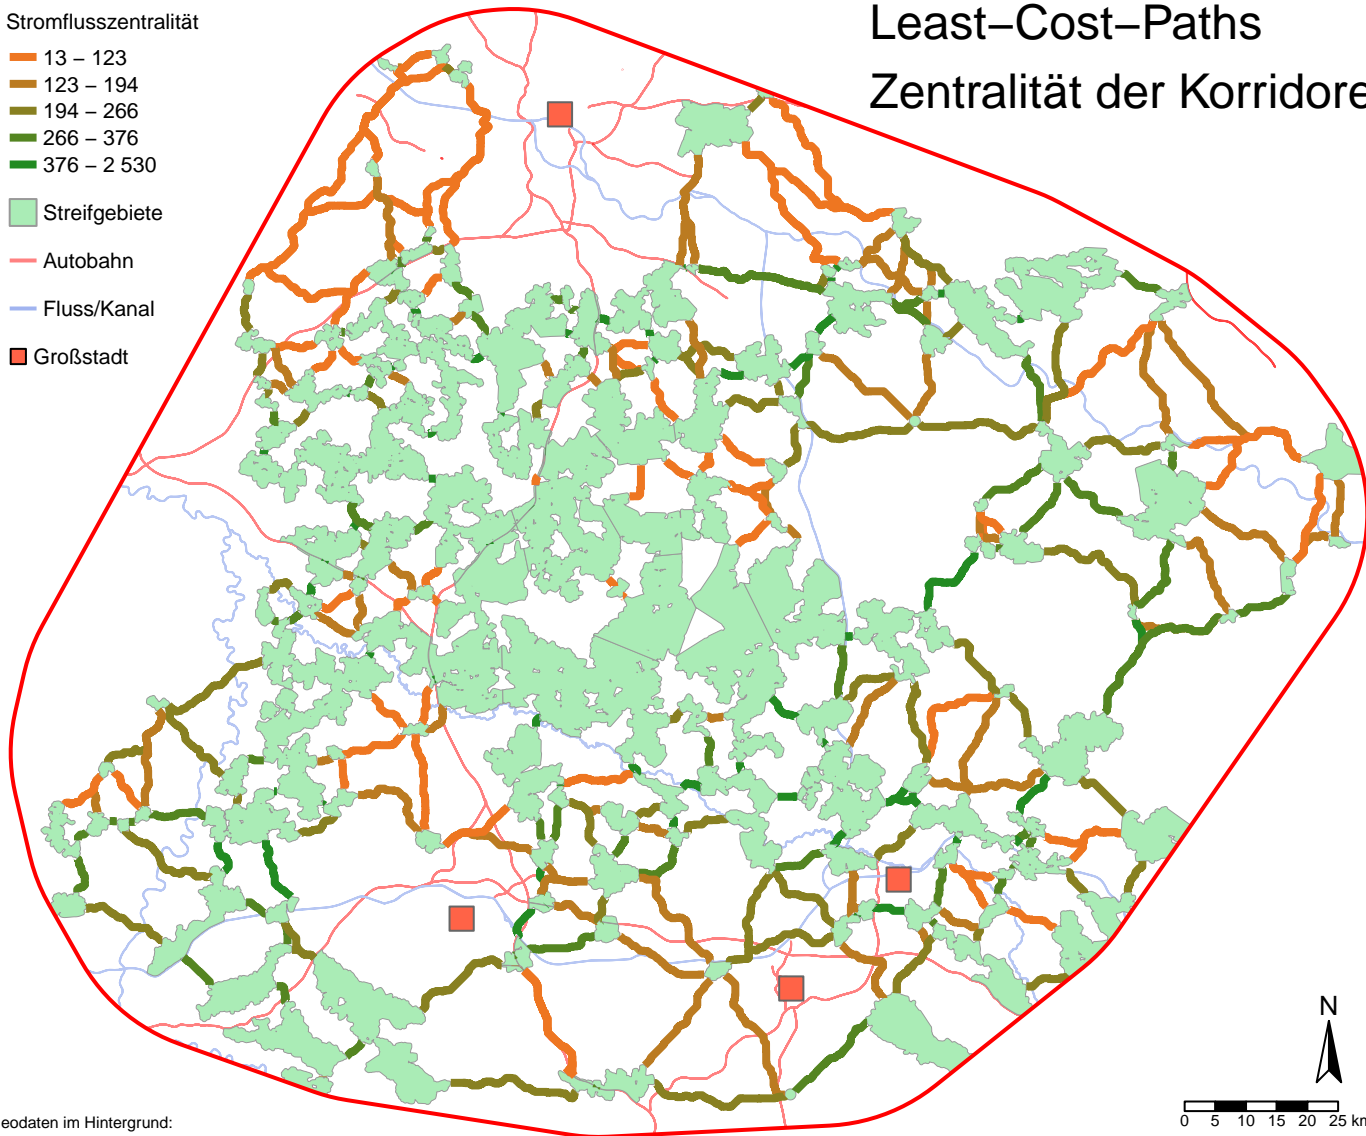 Least–Cost–Paths
Zentralität der Korridore
Stromflusszentralität
13 – 123
123 – 194
194 – 266
266 – 376
376 – 2 530
Streifgebiete
Autobahn
Fluss/Kanal
Großstadt
N
0 5 10 15 20 25 km
eodaten im Hintergrund: